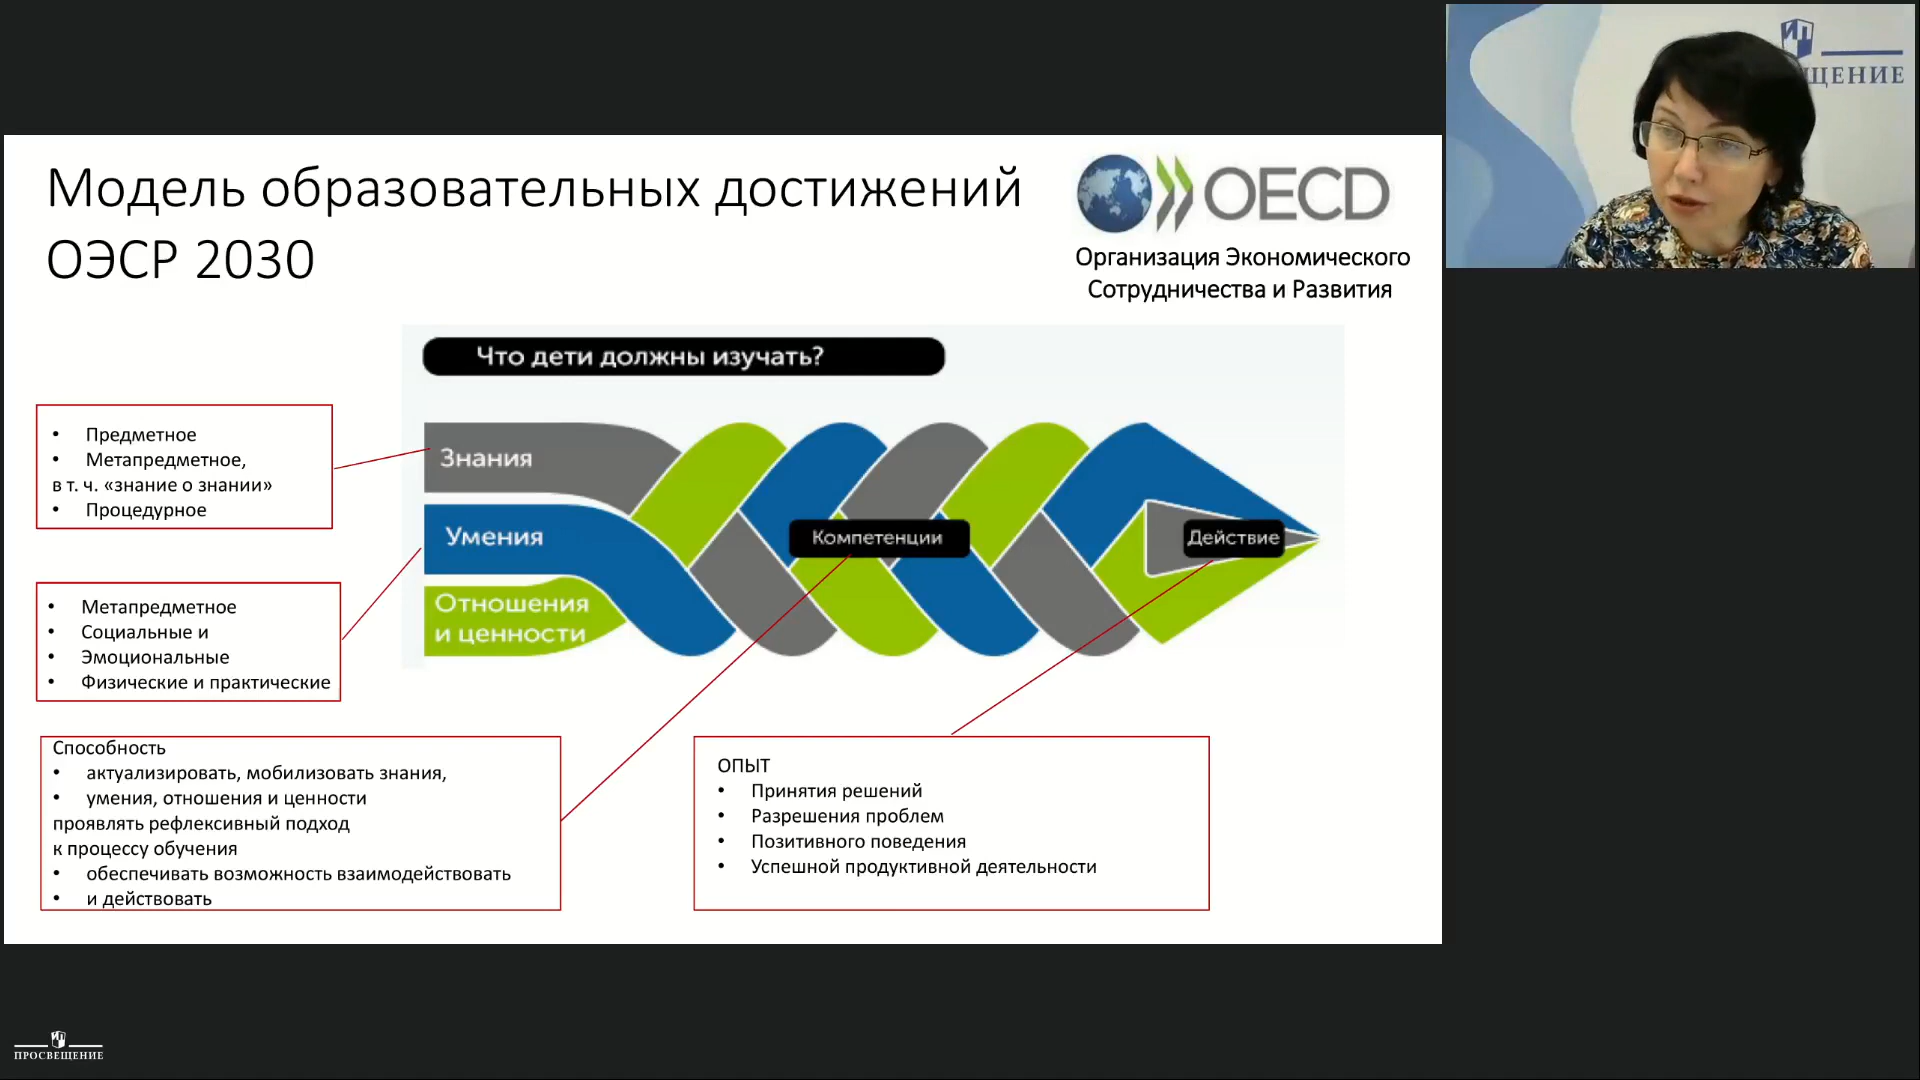 Модель образовательных достижений
ОЭСР 2030
OECD
Организация Экономического
Сотрудничества и Развития
ИП
ЩЕНИЕ
Что дети должны изучать?
Знания
Умения
Отношения
и ценности
Компетенции
Действие
• Предметное
• Метапредметное,
в т. ч. «знание о знании»
• Процедурное
• Метапредметное
• Социальные и
• Эмоциональные
• Физические и практические
Способность
• актуализировать, мобилизовать знания,
• умения, отношения и ценности
проявлять рефлексивный подход
к процессу обучения
• обеспечивать возможность взаимодействовать
• и действовать
ОПЫТ
• Принятия решений
• Разрешения проблем
• Позитивного поведения
• Успешной продуктивной деятельности
ИП
ПРОСВЕЩЕНИЕ